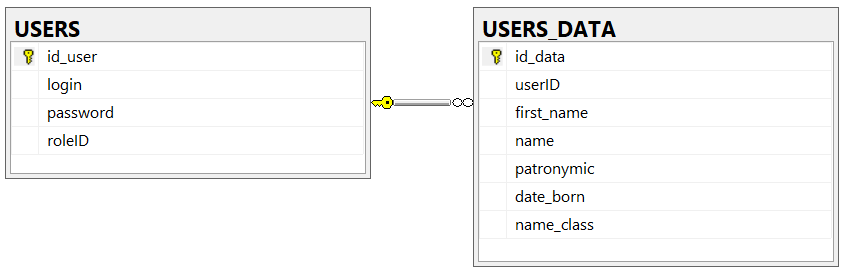 USERS
id_user
login
password
roleID
USERS_DATA
id_data
userID
first_name
name
patronymic
date_born
name_class